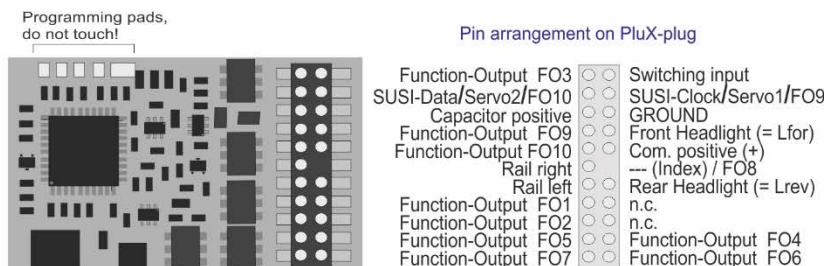 Programming pads,
do not touch!
Pin arrangement on PluX-plug
Function-Output FO3 Switching input
SUSI-Data/Servo2/FO10 SUSI-Clock/Servo1/FO9
Capacitor positive GROUND
Function-Output FO9 Front Headlight (= Lfor)
Function-Output FO10 Com. positive (+)
Rail right --- (Index) / FO8
Rail left Rear Headlight (= Lrev)
Function-Output FO1 n.c.
Function-Output FO2 n.c.
Function-Output FO5 Function-Output FO4
Function-Output FO7 Function-Output FO6